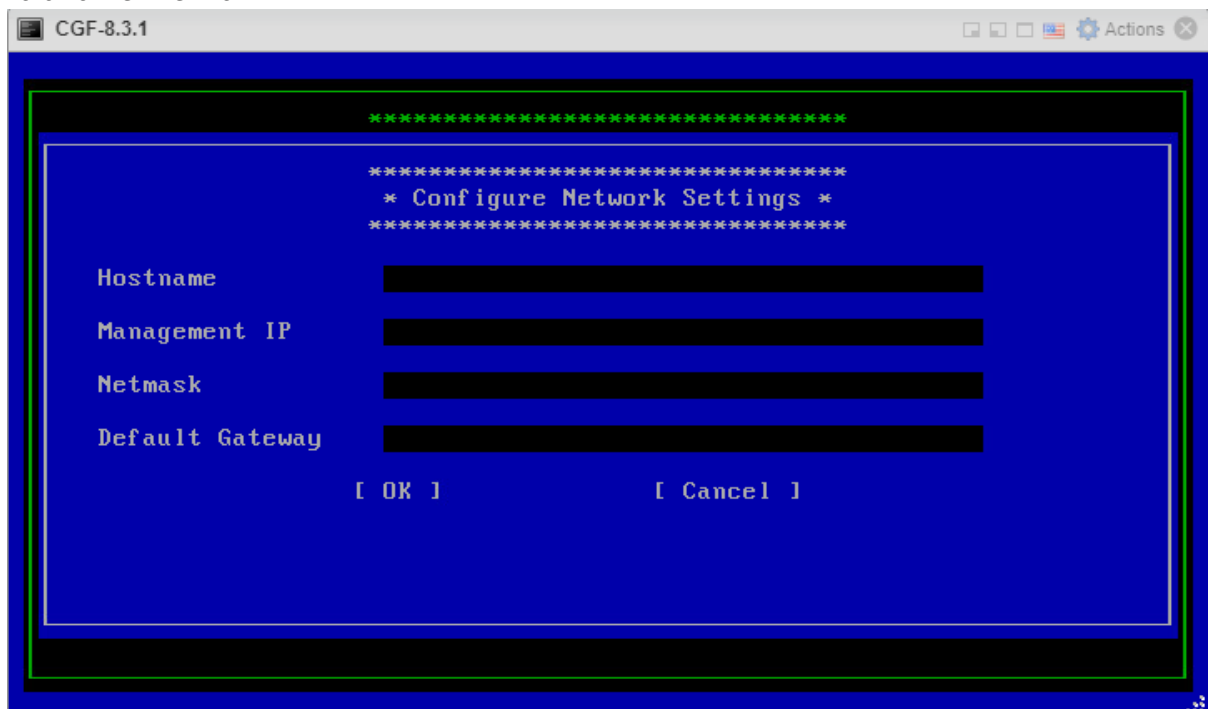 CGF-8.3.1 Actions
********************************
********************************
* Configure Network Settings *
********************************
Hostname
Management IP
Netmask
Default Gateway
[ OK ] [ Cancel ]